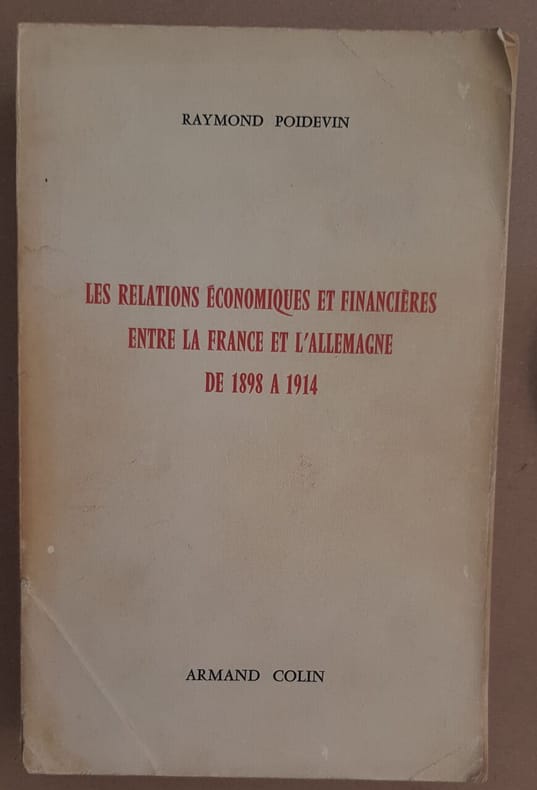 RAYMOND POIDEVIN
LES RELATIONS ÉCONOMIQUES ET FINANCIÈRES
ENTRE LA FRANCE ET L'ALLEMAGNE
DE 1898 A 1914
ARMAND COLIN